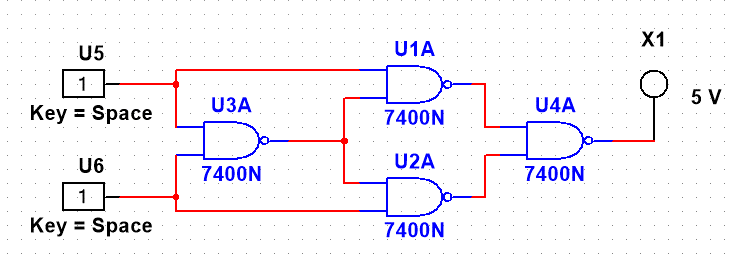 X1
U5
U1A
1
5 V
Key = Space
U3A
U4A
7400N
U6
U2A
7400N
7400N
1
Key = Space
7400N